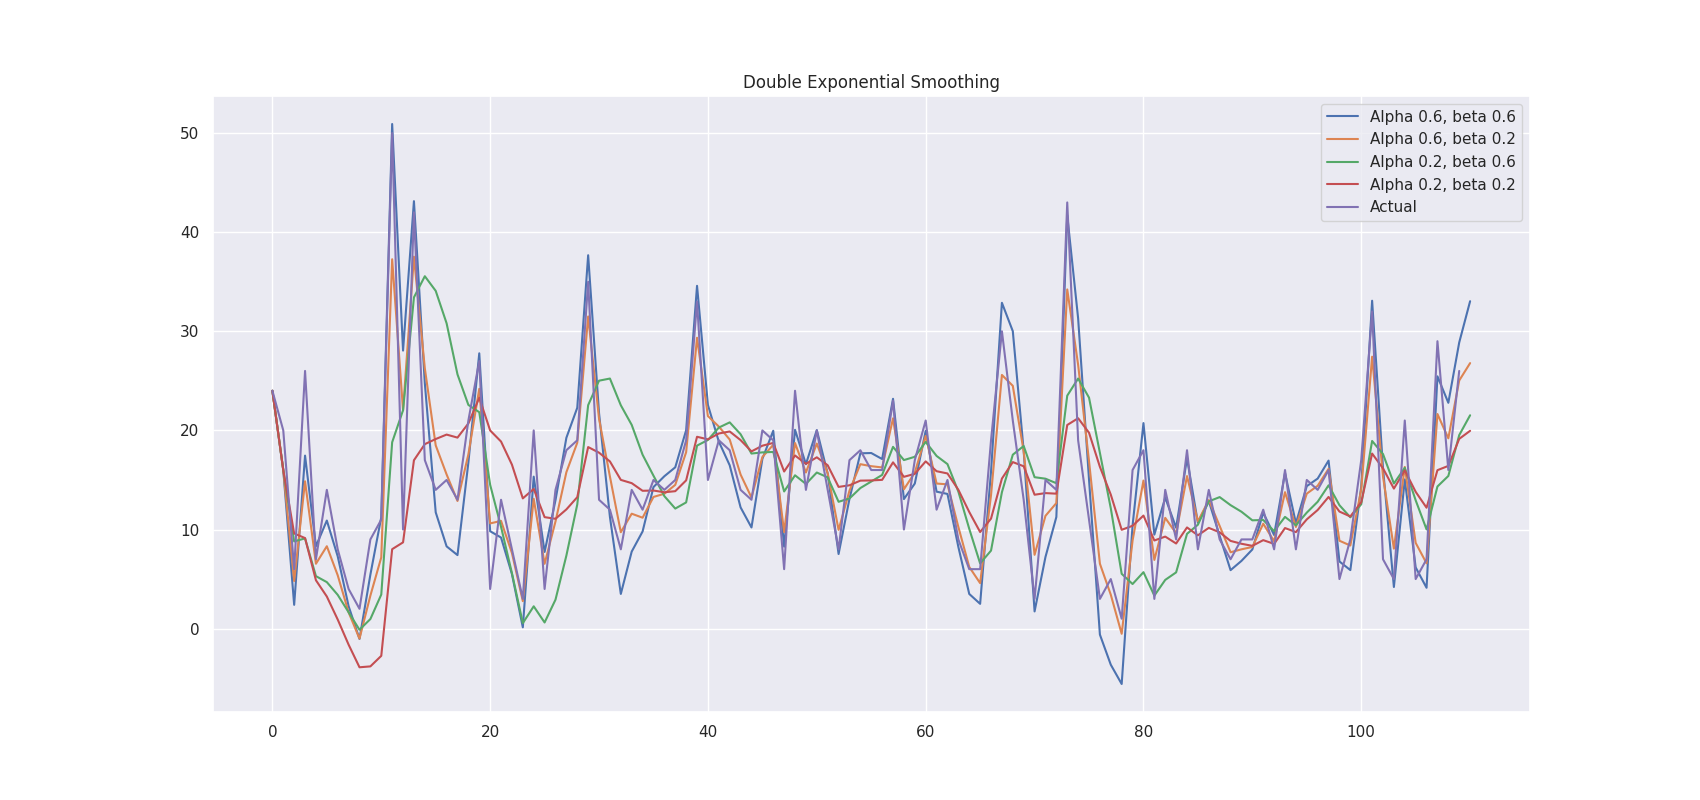 Double Exponential Smoothing
Alpha 0.6, beta 0.6
Alpha 0.6, beta 0.2
Alpha 0.2, beta 0.6
Alpha 0.2, beta 0.2
Actual
50
40
30
20
10
0
0 20 40 60 80 100